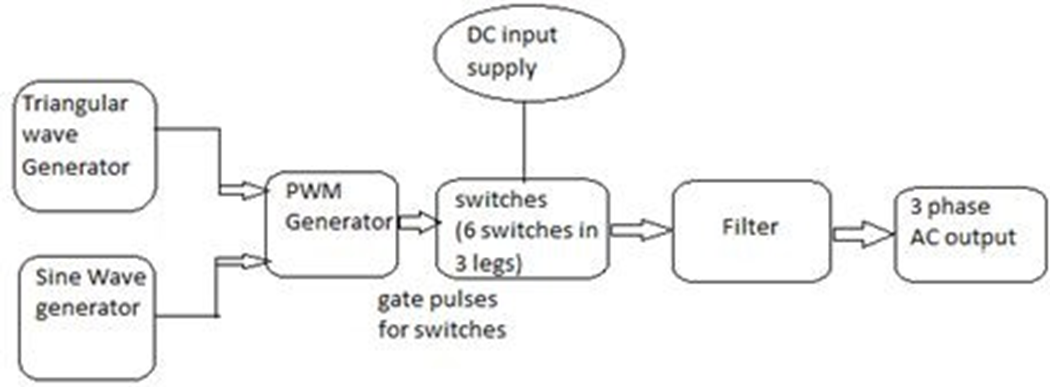 DC input
supply
Triangular
wave
Generator
PWM
Generator
switches
(6 switches in
3 legs)
Filter
3 phase
AC output
Sine Wave
generator
gate pulses
for switches